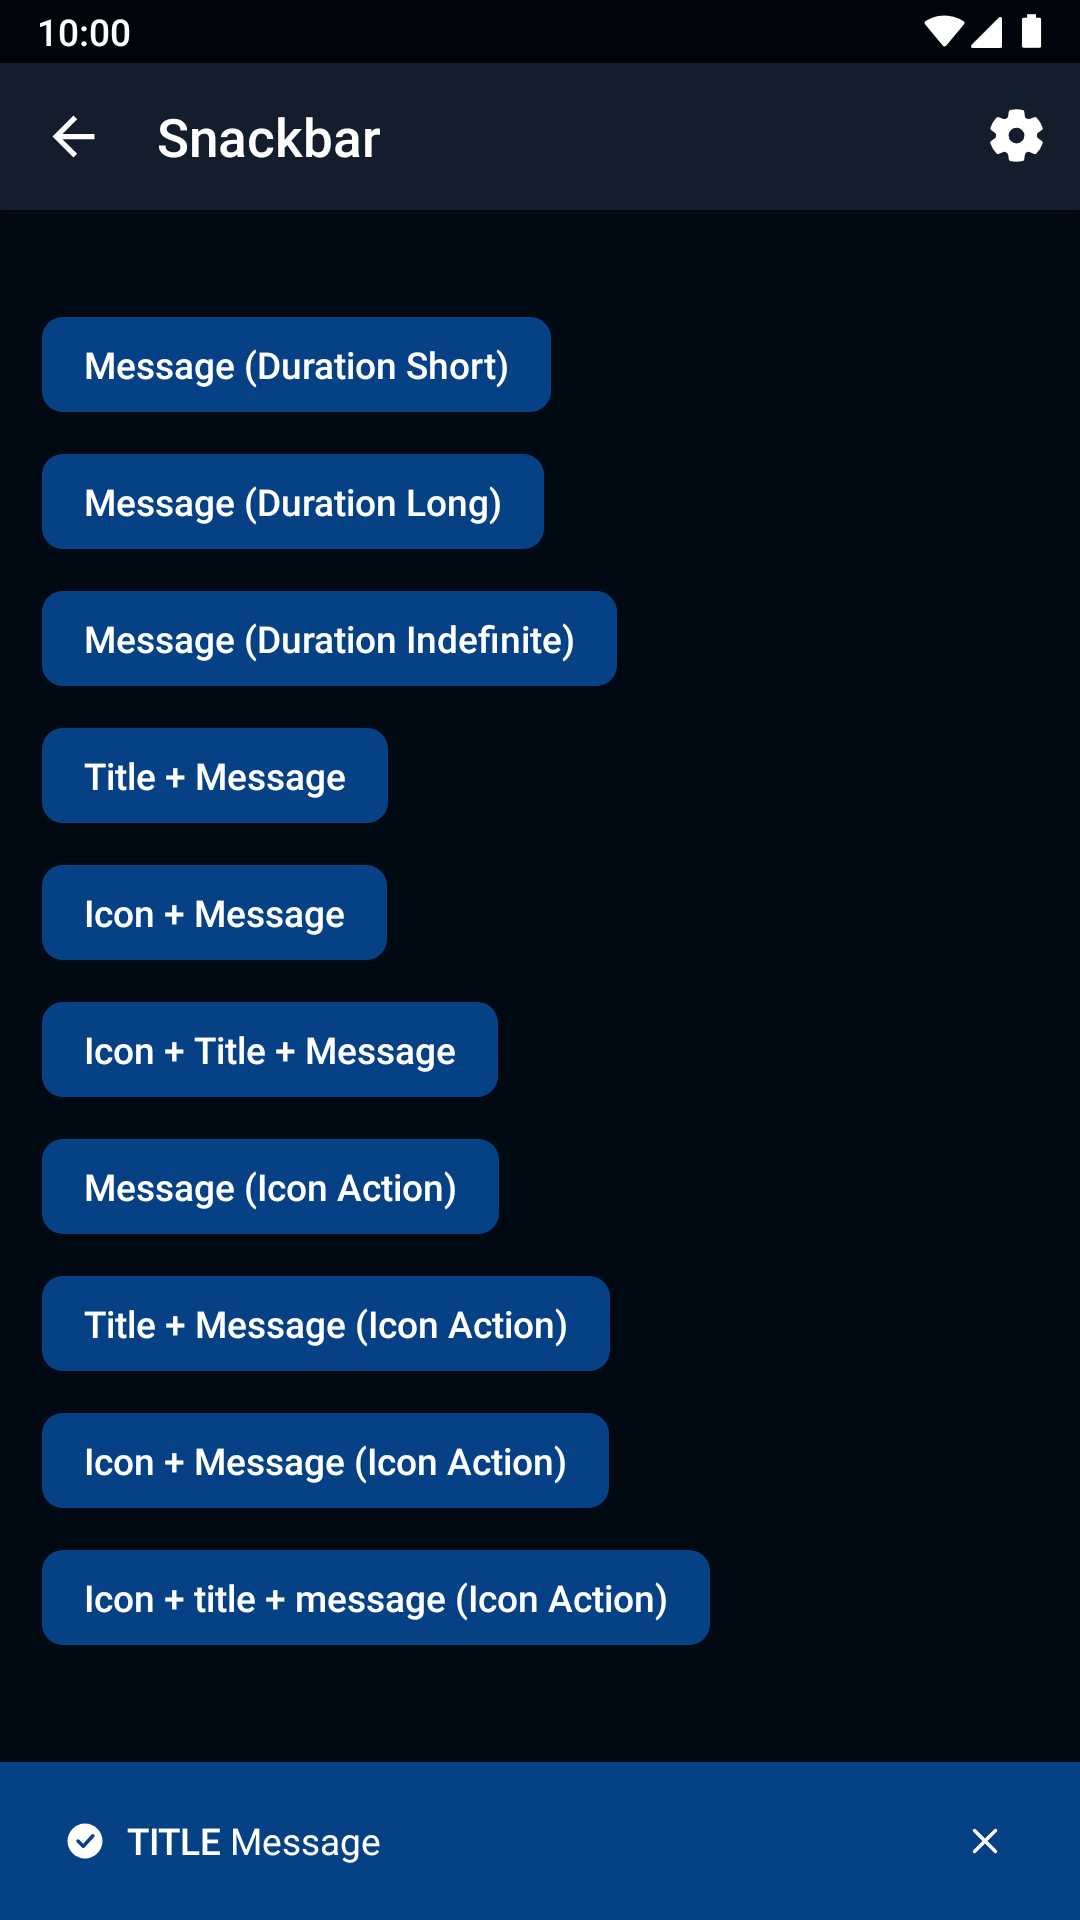 10:00
Snackbar
Message (Duration Short)
Message (Duration Long)
Message (Duration Indefinite)
Title + Message
Icon + Message
Icon + Title + Message
Message (Icon Action)
Title + Message (Icon Action)
Icon + Message (Icon Action)
Icon + title + message (Icon Action)
TITLE Message